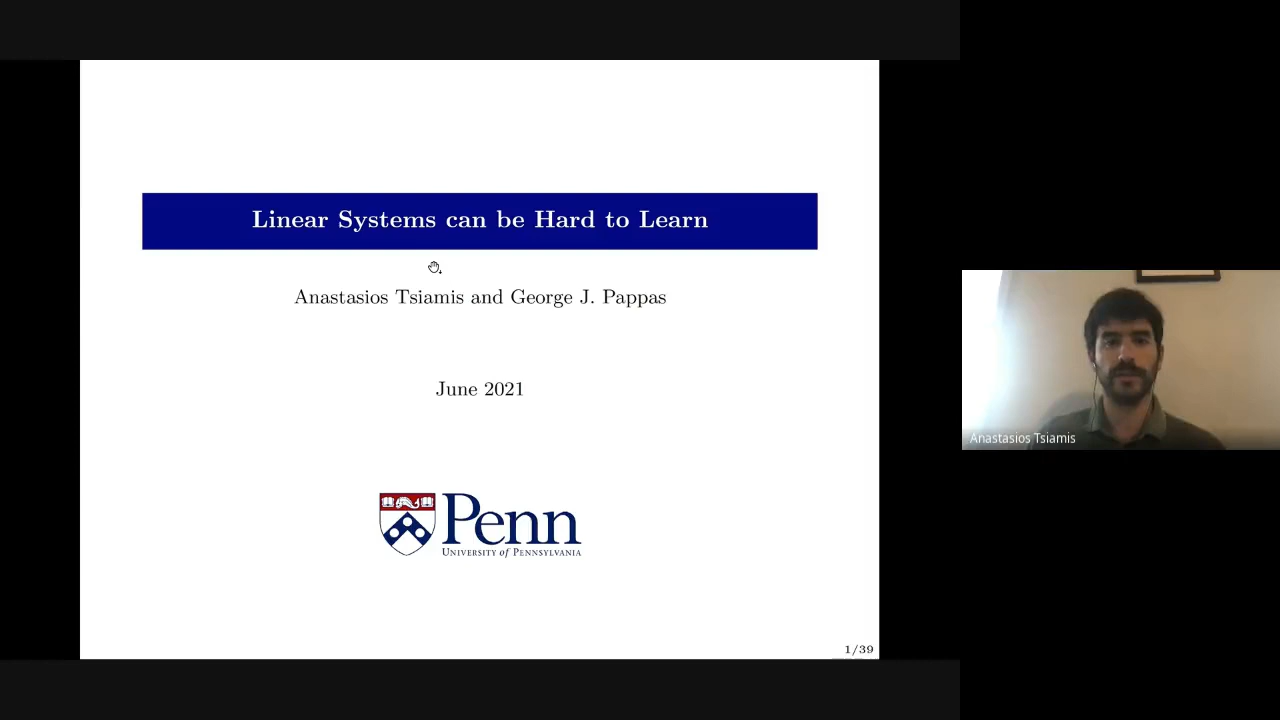 Linear Systems can be Hard to Learn
Anastasios Tsiamis and George J. Pappas
June 2021
Penn
University of Pennsylvania
1/39
Anastasios Tsiamis